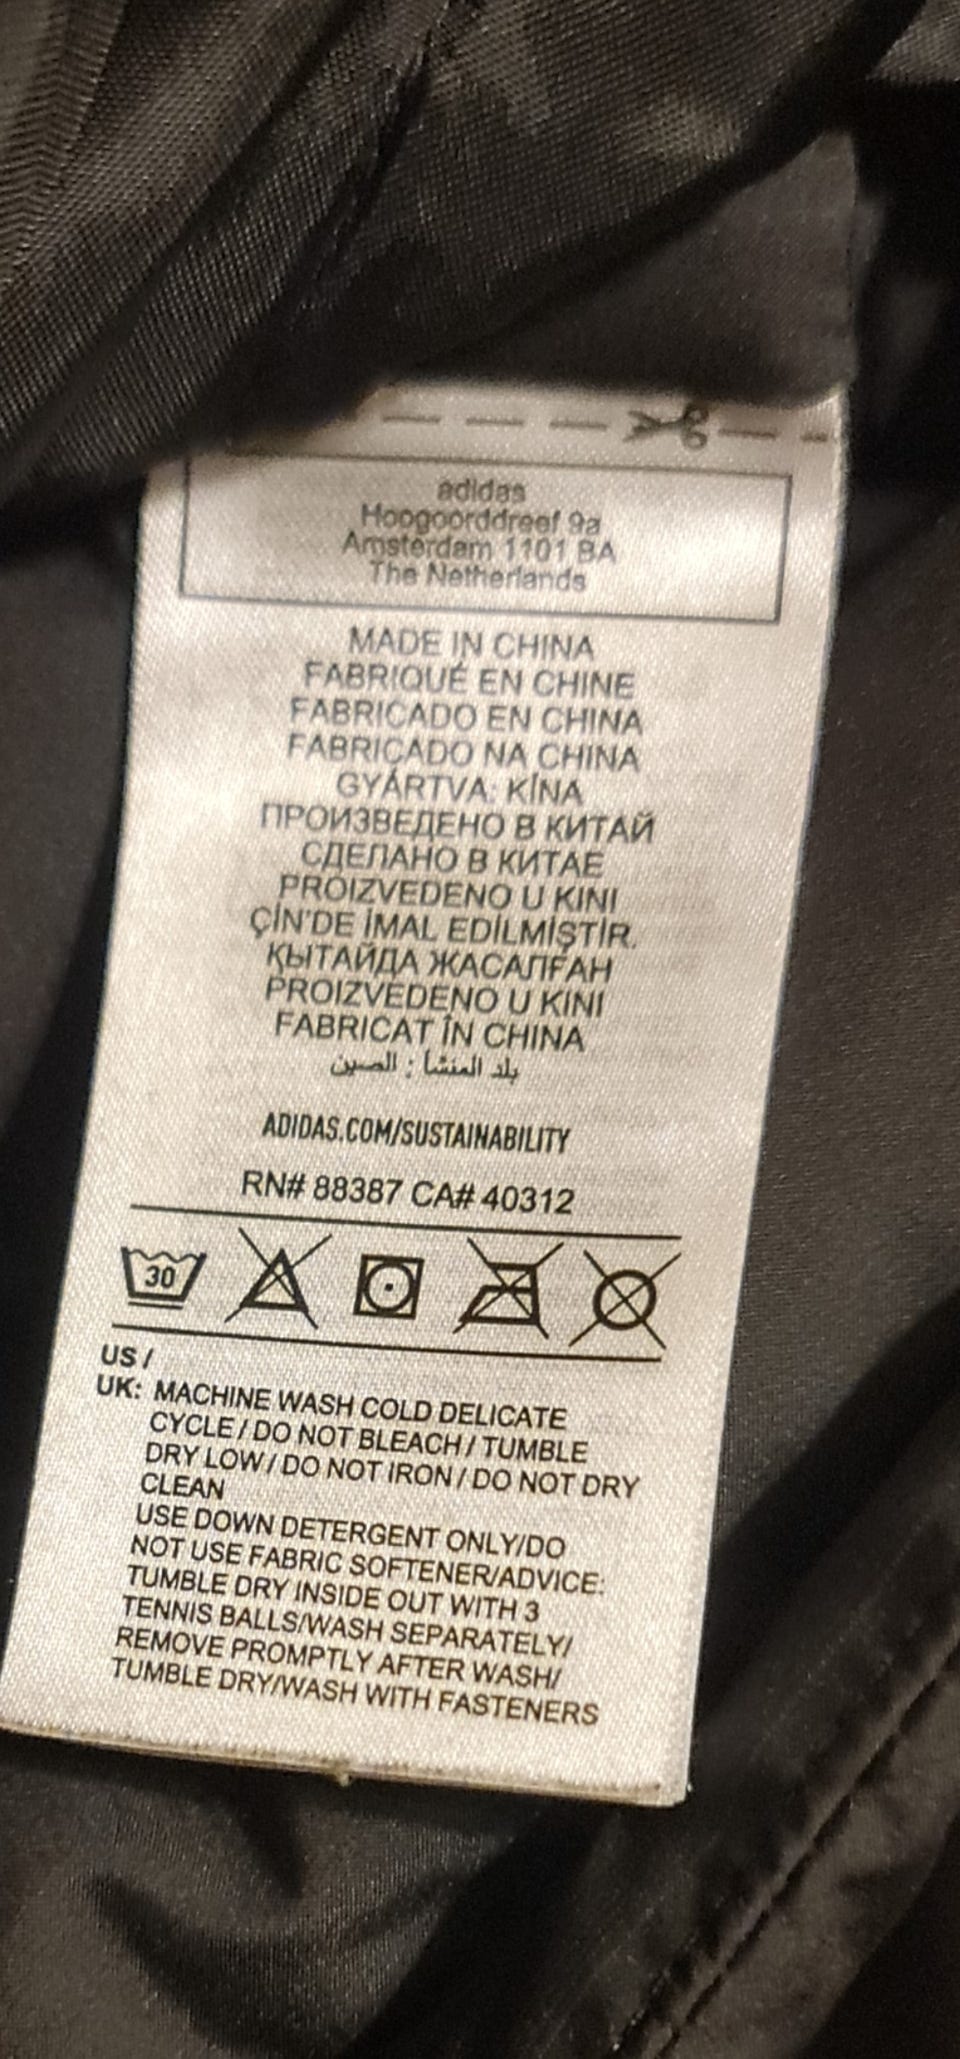 adidas
Hoogoorddreef 9a
Amsterdam 1101 BA
The Netherlands
MADE IN CHINA
FABRIQUÉ EN CHINE
FABRICADO EN CHINA
FABRICADO NA CHINA
GYÁRTVA: KÍNA
ПРОИЗВЕДЕНО В КИТАЙ
СДЕЛАНО В КИТАЕ
PROIZVEDENO U KINI
ÇİN'DE İMAL EDİLMİŞTİR.
ҚЫТАЙДА ЖАСАЛҒАН
PROIZVEDENO U KINI
FABRICAT ÎN CHINA
بلد المنشأ : الصين
ADIDAS.COM/SUSTAINABILITY
RN# 88387 CA# 40312
30
US /
UK: MACHINE WASH COLD DELICATE
CYCLE / DO NOT BLEACH / TUMBLE
DRY LOW / DO NOT IRON / DO NOT DRY
CLEAN
USE DOWN DETERGENT ONLY/DO
NOT USE FABRIC SOFTENER/ADVICE:
TUMBLE DRY INSIDE OUT WITH 3
TENNIS BALLS/WASH SEPARATELY/
REMOVE PROMPTLY AFTER WASH/
TUMBLE DRY/WASH WITH FASTENERS